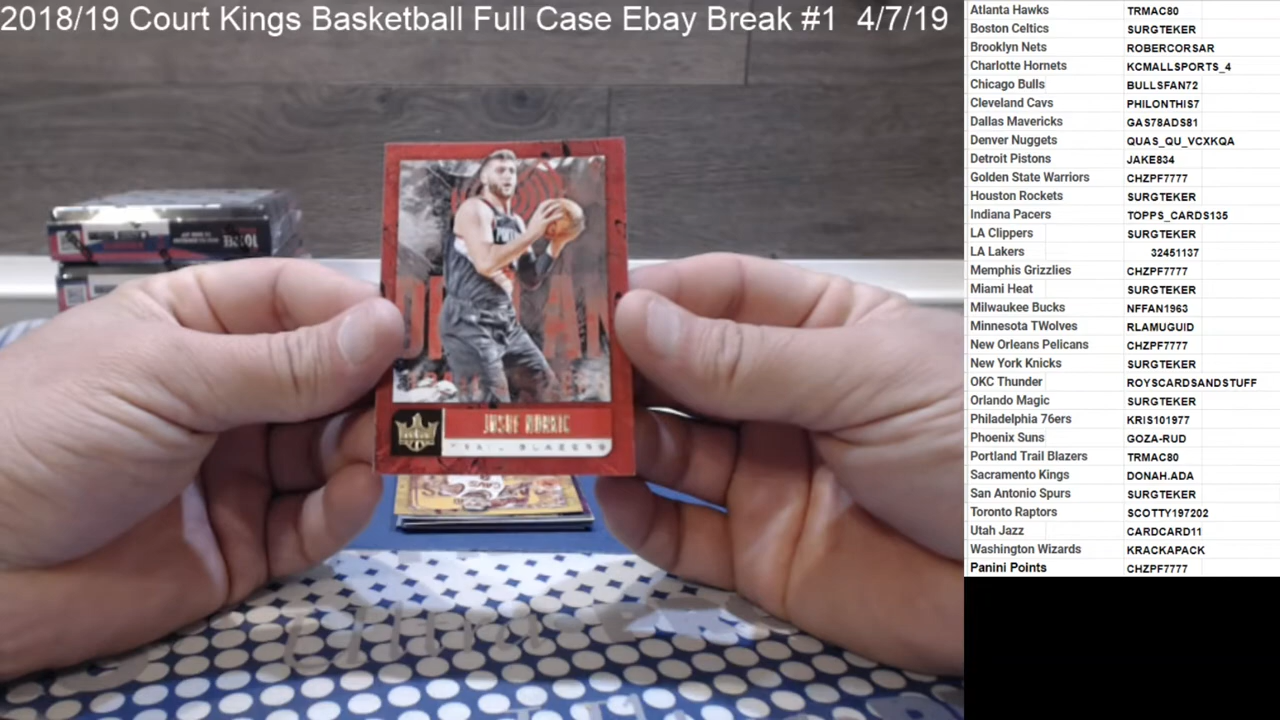 2018/19 Court Kings Basketball Full Case Ebay Break #1 4/7/19
Atlanta Hawks TRMAC80
Boston Celtics SURGTEKER
Brooklyn Nets ROBERCORSAR
Charlotte Hornets KCMALLSPORTS_4
Chicago Bulls BULLSFAN72
Cleveland Cavs PHILONTHIS7
Dallas Mavericks GAS78ADS81
Denver Nuggets QUAS_QU_VCXKQA
Detroit Pistons JAKE834
Golden State Warriors CHZPF7777
Houston Rockets SURGTEKER
Indiana Pacers TOPPS_CARDS135
LA Clippers SURGTEKER
LA Lakers 32451137
Memphis Grizzlies CHZPF7777
Miami Heat SURGTEKER
Milwaukee Bucks NFFAN1963
Minnesota TWolves RLAMUGUID
New Orleans Pelicans CHZPF7777
New York Knicks SURGTEKER
OKC Thunder ROYSCARDSANDSTUFF
Orlando Magic SURGTEKER
Philadelphia 76ers KRIS101977
Phoenix Suns GOZA-RUD
Portland Trail Blazers TRMAC80
Sacramento Kings DONAH.ADA
San Antonio Spurs SURGTEKER
Toronto Raptors SCOTTY197202
Utah Jazz CARDCARD11
Washington Wizards KRACKAPACK
Panini Points CHZPF7777
JUSUF NURKIC
TRAIL BLAZERS